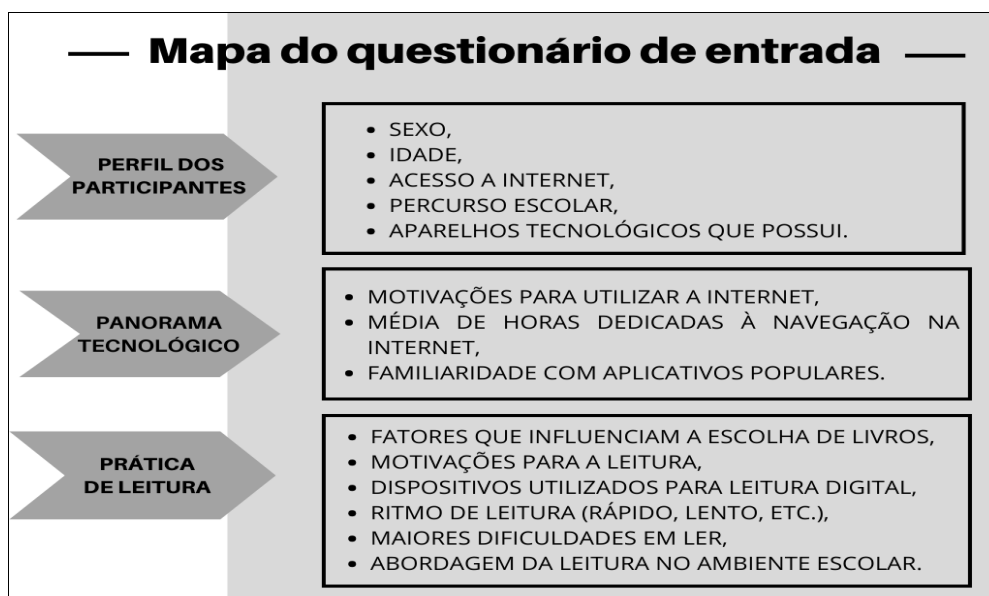 Mapa do questionário de entrada
PERFIL DOS
PARTICIPANTES
• SEXO,
• IDADE,
• ACESSO A INTERNET,
• PERCURSO ESCOLAR,
• APARELHOS TECNOLÓGICOS QUE POSSUI.
PANORAMA
TECNOLÓGICO
• MOTIVAÇÕES PARA UTILIZAR A INTERNET,
• MÉDIA DE HORAS DEDICADAS À NAVEGAÇÃO NA
INTERNET,
• FAMILIARIDADE COM APLICATIVOS POPULARES.
PRÁTICA
DE LEITURA
• FATORES QUE INFLUENCIAM A ESCOLHA DE LIVROS,
• MOTIVAÇÕES PARA A LEITURA,
• DISPOSITIVOS UTILIZADOS PARA LEITURA DIGITAL,
• RITMO DE LEITURA (RÁPIDO, LENTO, ETC.),
• MAIORES DIFICULDADES EM LER,
• ABORDAGEM DA LEITURA NO AMBIENTE ESCOLAR.